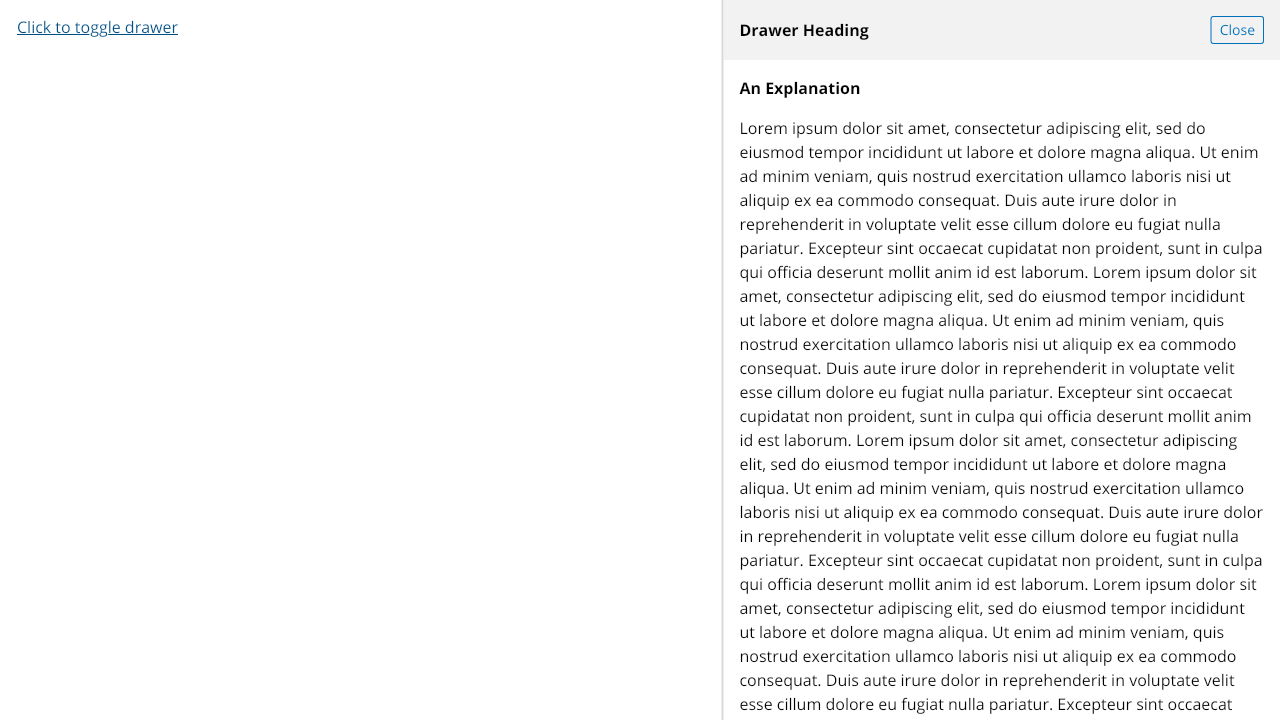 Click to toggle drawer
Drawer Heading
Close
An Explanation
Lorem ipsum dolor sit amet, consectetur adipiscing elit, sed do
eiusmod tempor incididunt ut labore et dolore magna aliqua. Ut enim
ad minim veniam, quis nostrud exercitation ullamco laboris nisi ut
aliquip ex ea commodo consequat. Duis aute irure dolor in
reprehenderit in voluptate velit esse cillum dolore eu fugiat nulla
pariatur. Excepteur sint occaecat cupidatat non proident, sunt in culpa
qui officia deserunt mollit anim id est laborum. Lorem ipsum dolor sit
amet, consectetur adipiscing elit, sed do eiusmod tempor incididunt
ut labore et dolore magna aliqua. Ut enim ad minim veniam, quis
nostrud exercitation ullamco laboris nisi ut aliquip ex ea commodo
consequat. Duis aute irure dolor in reprehenderit in voluptate velit
esse cillum dolore eu fugiat nulla pariatur. Excepteur sint occaecat
cupidatat non proident, sunt in culpa qui officia deserunt mollit anim
id est laborum. Lorem ipsum dolor sit amet, consectetur adipiscing
elit, sed do eiusmod tempor incididunt ut labore et dolore magna
aliqua. Ut enim ad minim veniam, quis nostrud exercitation ullamco
laboris nisi ut aliquip ex ea commodo consequat. Duis aute irure dolor
in reprehenderit in voluptate velit esse cillum dolore eu fugiat nulla
pariatur. Excepteur sint occaecat cupidatat non proident, sunt in culpa
qui officia deserunt mollit anim id est laborum. Lorem ipsum dolor sit
amet, consectetur adipiscing elit, sed do eiusmod tempor incididunt
ut labore et dolore magna aliqua. Ut enim ad minim veniam, quis
nostrud exercitation ullamco laboris nisi ut aliquip ex ea commodo
consequat. Duis aute irure dolor in reprehenderit in voluptate velit
esse cillum dolore eu fugiat nulla pariatur. Excepteur sint occaecat